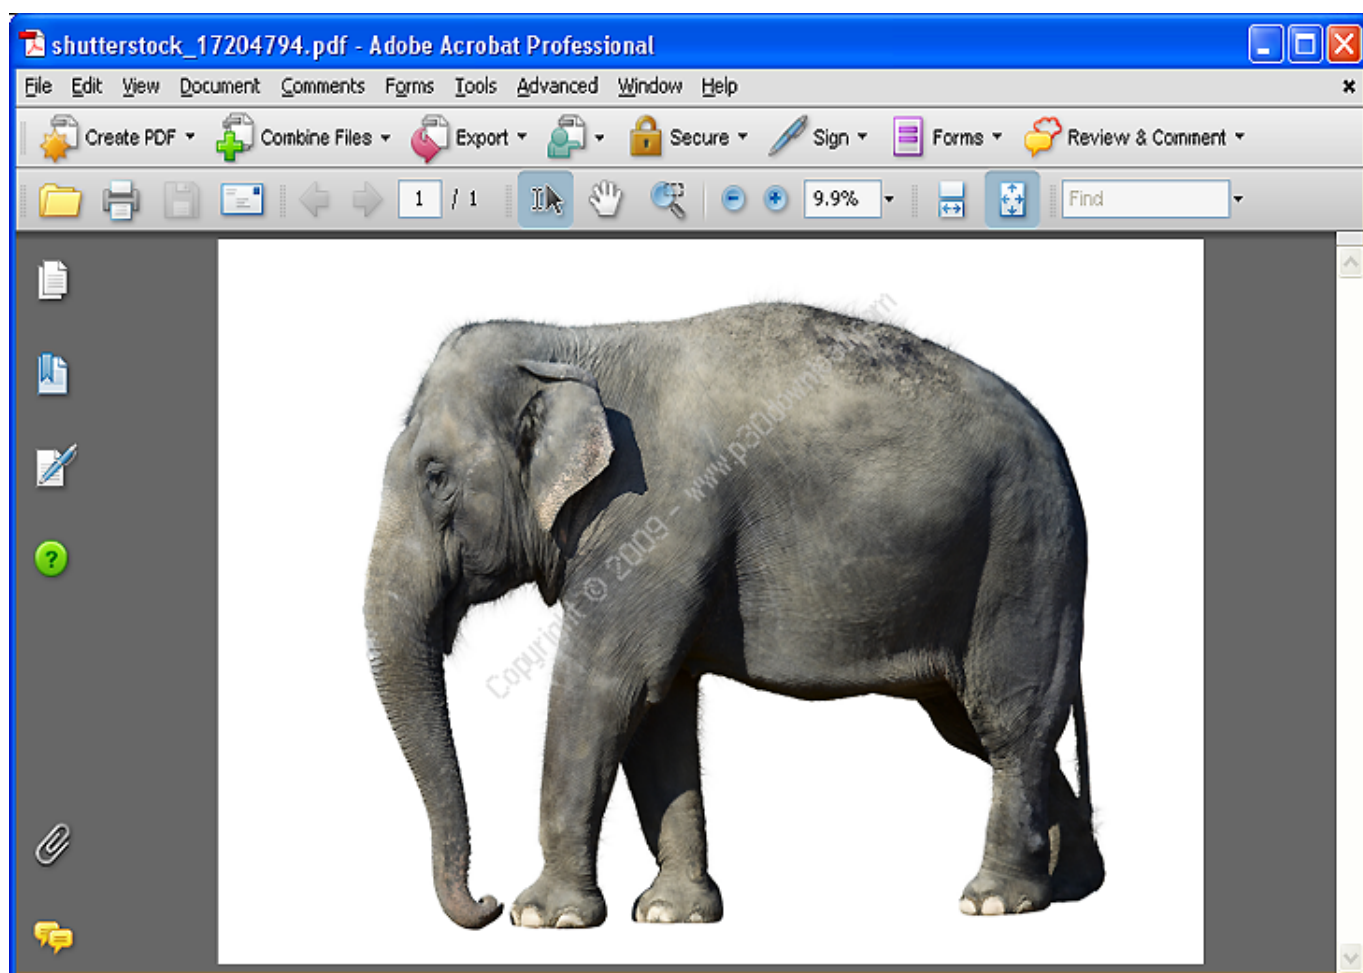 shutterstock_17204794.pdf - Adobe Acrobat Professional
File Edit View Document Comments Forms Tools Advanced Window Help
Create PDF Combine Files Export Secure Sign Forms Review & Comment
1 / 1 9.9% Find
Copyright © 2009 - www.p30download.com